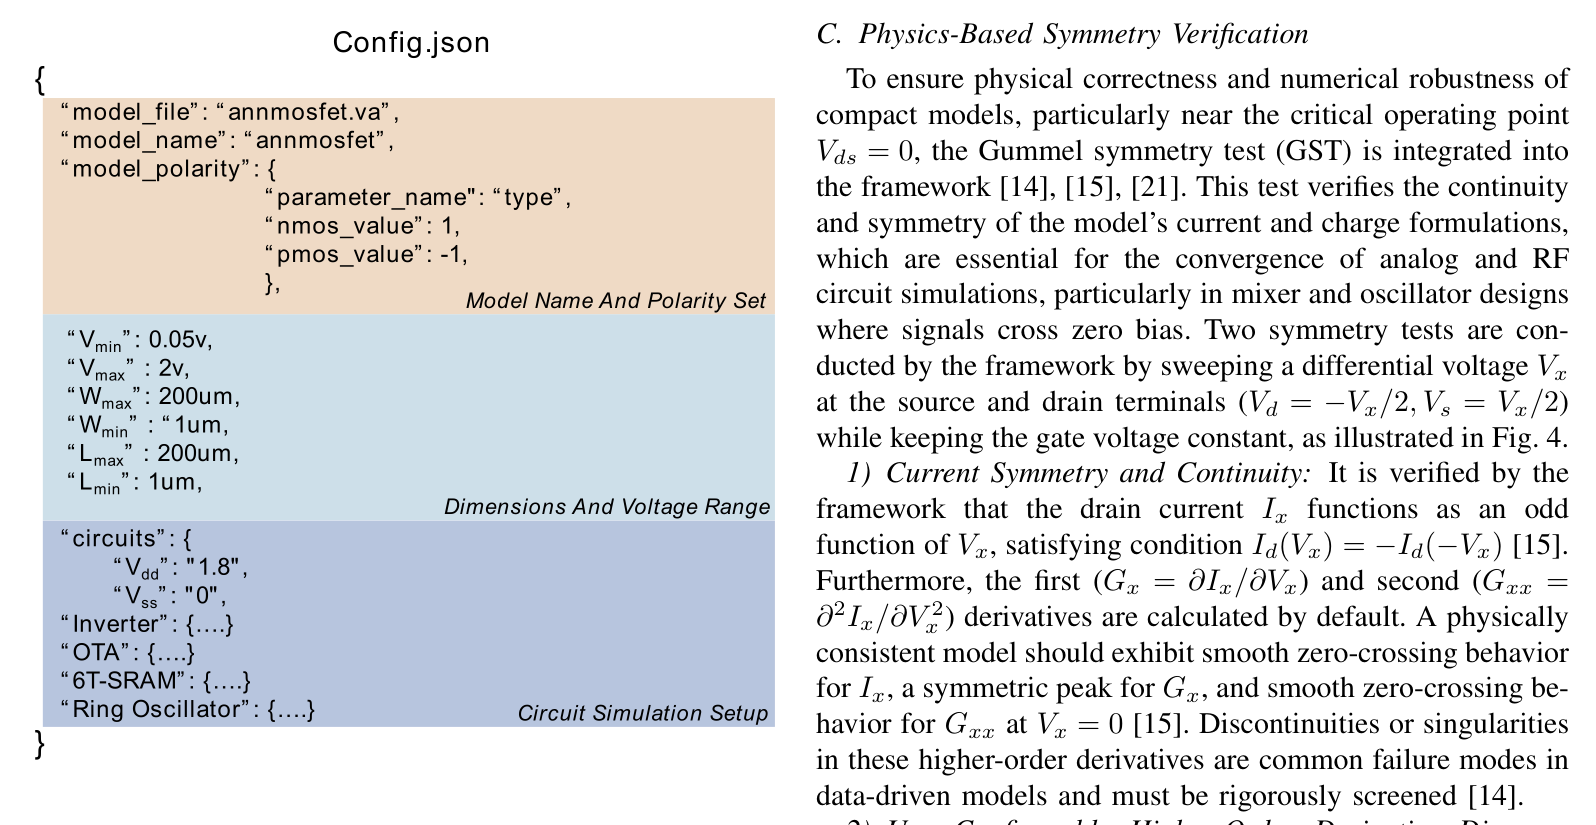 Config.json
{
“model_file”: “annmosfet.va”,
“model_name”: “annmosfet”,
“model_polarity”: {
“parameter_name": “type”,
“nmos_value”: 1,
“pmos_value”: -1,
},
Model Name And Polarity Set
“Vmin”: 0.05v,
“Vmax” : 2v,
“Wmax”: 200um,
“Wmin” : “1um,
“Lmax” : 200um,
“Lmin”: 1um,
Dimensions And Voltage Range
“circuits”: {
“Vdd”: "1.8",
“Vss”: "0",
“Inverter”: {....}
“OTA”: {....}
“6T-SRAM”: {....}
“Ring Oscillator”: {....}
Circuit Simulation Setup
}
C. Physics-Based Symmetry Verification
To ensure physical correctness and numerical robustness of
compact models, particularly near the critical operating point
Vds = 0, the Gummel symmetry test (GST) is integrated into
the framework [14], [15], [21]. This test verifies the continuity
and symmetry of the model’s current and charge formulations,
which are essential for the convergence of analog and RF
circuit simulations, particularly in mixer and oscillator designs
where signals cross zero bias. Two symmetry tests are con-
ducted by the framework by sweeping a differential voltage Vx
at the source and drain terminals (Vd = −Vx/2, Vs = Vx/2)
while keeping the gate voltage constant, as illustrated in Fig. 4.
1) Current Symmetry and Continuity: It is verified by the
framework that the drain current Ix functions as an odd
function of Vx, satisfying condition Id(Vx) = −Id(−Vx) [15].
Furthermore, the first (Gx = ∂Ix/∂Vx) and second (Gxx =
∂²Ix/∂Vx²) derivatives are calculated by default. A physically
consistent model should exhibit smooth zero-crossing behavior
for Ix, a symmetric peak for Gx, and smooth zero-crossing be-
havior for Gxx at Vx = 0 [15]. Discontinuities or singularities
in these higher-order derivatives are common failure modes in
data-driven models and must be rigorously screened [14].